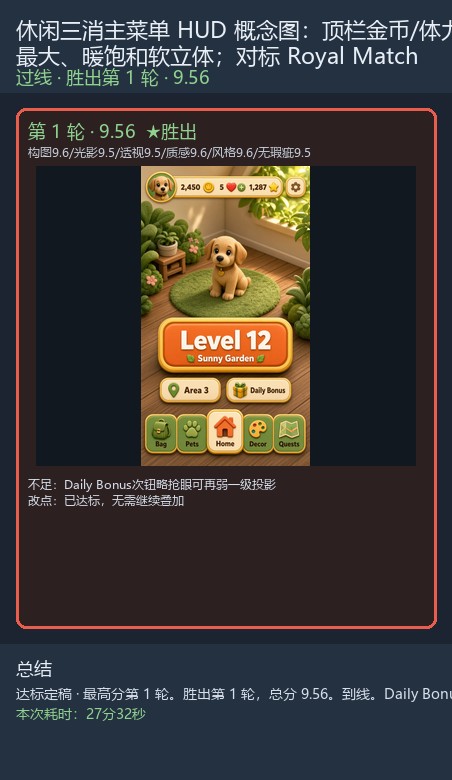 休闲三消主菜单 HUD 概念图：顶栏金币/体力
最大、暖饱和软立体；对标 Royal Match
过线 · 胜出第 1 轮 · 9.56
第 1 轮 · 9.56 ★胜出
构图9.6/光影9.5/透视9.5/质感9.6/风格9.6/无瑕疵9.5
2,450 5 1,287
Level 12
Sunny Garden
Area 3 Daily Bonus
Bag Pets Home Decor Quests
不足：Daily Bonus次钮略抢眼可再弱一级投影
改点：已达标，无需继续叠加
总结
达标定稿 · 最高分第 1 轮。胜出第 1 轮，总分 9.56。到线。Daily Bonu
本次耗时：27分32秒